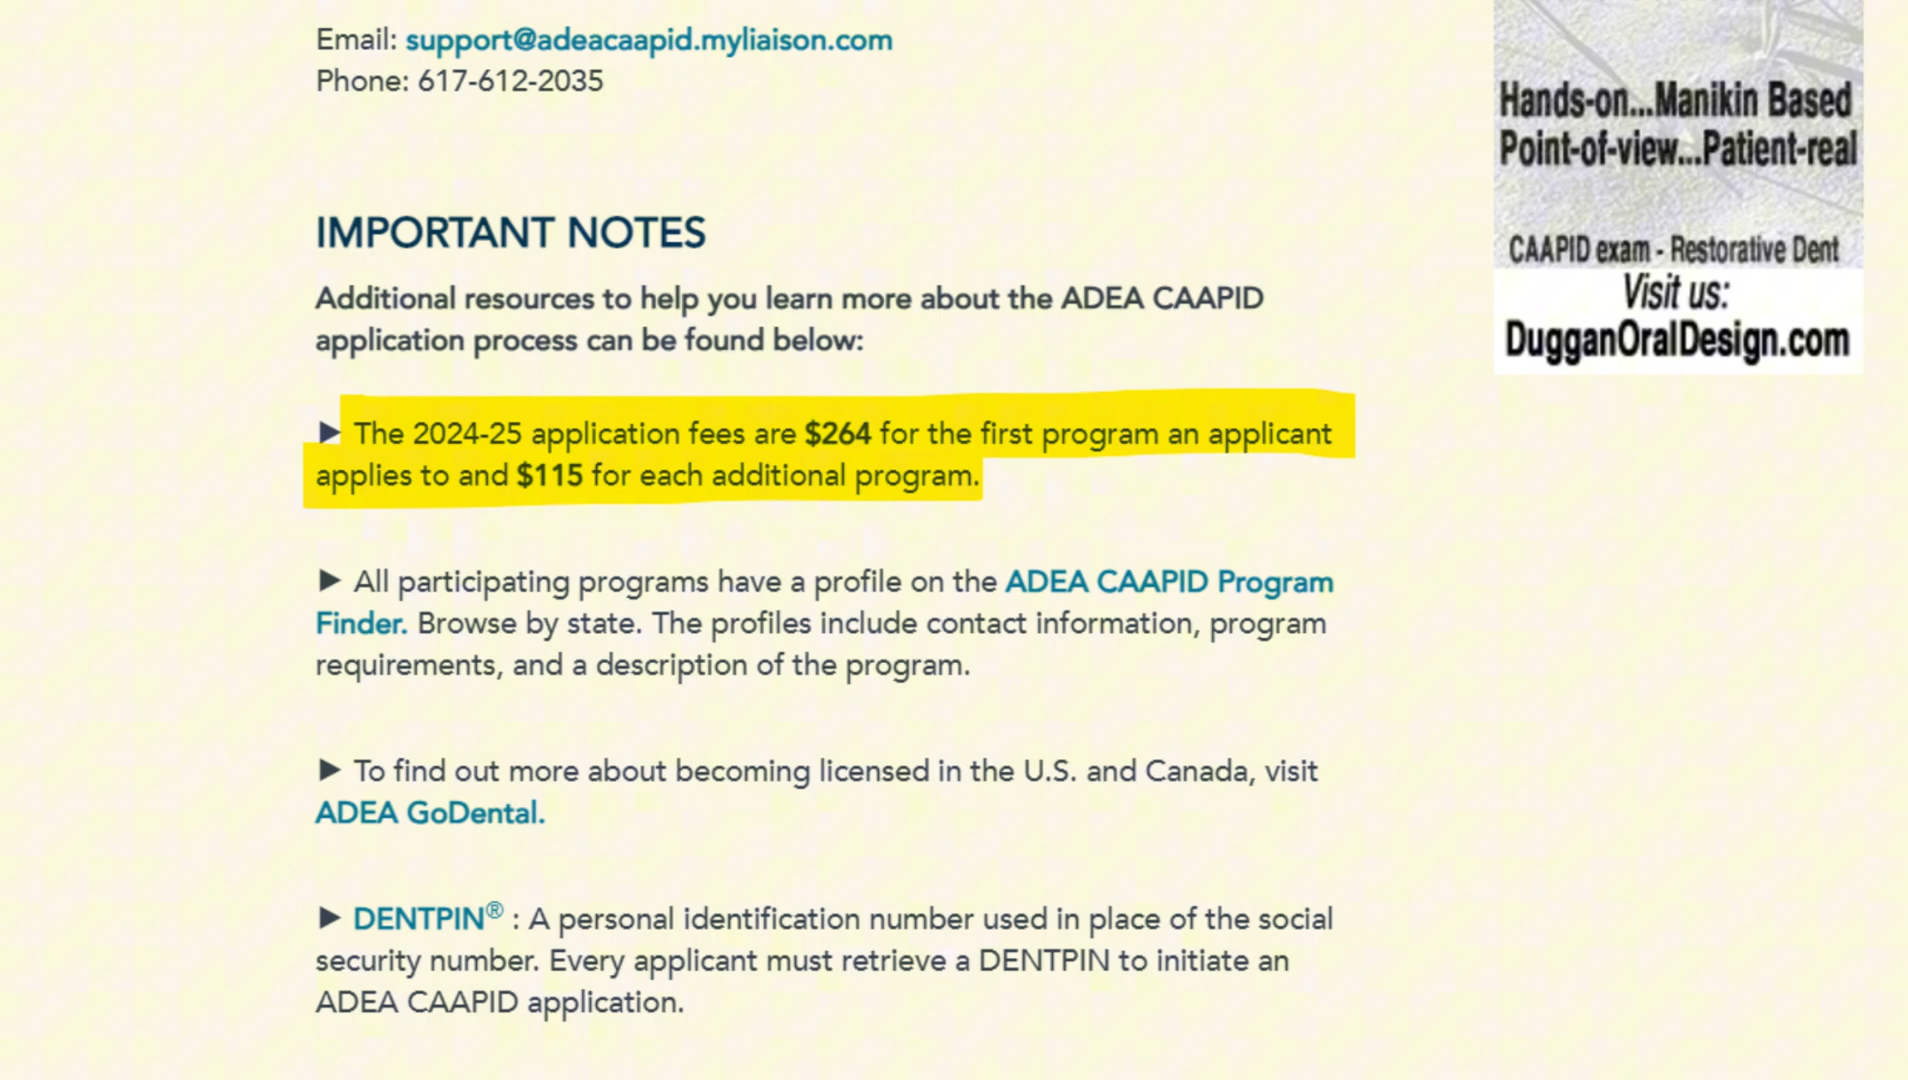 Email: support@adeacaapid.myliaison.com
Phone: 617-612-2035
IMPORTANT NOTES
Additional resources to help you learn more about the ADEA CAAPID
application process can be found below:
► The 2024-25 application fees are $264 for the first program an applicant
applies to and $115 for each additional program.
► All participating programs have a profile on the ADEA CAAPID Program
Finder. Browse by state. The profiles include contact information, program
requirements, and a description of the program.
► To find out more about becoming licensed in the U.S. and Canada, visit
ADEA GoDental.
► DENTPIN® : A personal identification number used in place of the social
security number. Every applicant must retrieve a DENTPIN to initiate an
ADEA CAAPID application.
Hands-on...Manikin Based
Point-of-view...Patient-real
CAAPID exam - Restorative Dent
Visit us:
DugganOralDesign.com